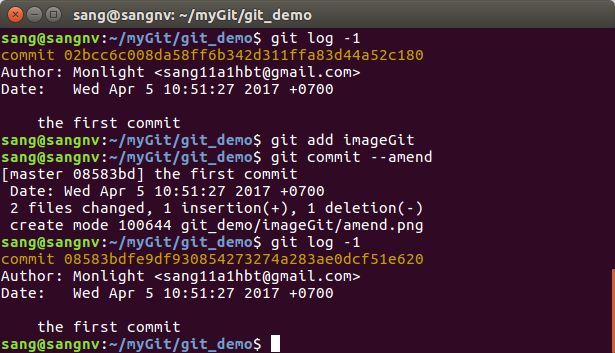 sang@sangnv: ~/myGit/git_demo
sang@sangnv:~/myGit/git_demo$ git log -1
commit 02bcc6c008da58ff6b342d311ffa83d44a52c180
Author: Monlight <sang11a1hbt@gmail.com>
Date:   Wed Apr 5 10:51:27 2017 +0700
    the first commit
sang@sangnv:~/myGit/git_demo$ git add imageGit
sang@sangnv:~/myGit/git_demo$ git commit --amend
[master 08583bd] the first commit
 Date: Wed Apr 5 10:51:27 2017 +0700
 2 files changed, 1 insertion(+), 1 deletion(-)
 create mode 100644 git_demo/imageGit/amend.png
sang@sangnv:~/myGit/git_demo$ git log -1
commit 08583bdfe9df930854273274a283ae0dcf51e620
Author: Monlight <sang11a1hbt@gmail.com>
Date:   Wed Apr 5 10:51:27 2017 +0700
    the first commit
sang@sangnv:~/myGit/git_demo$